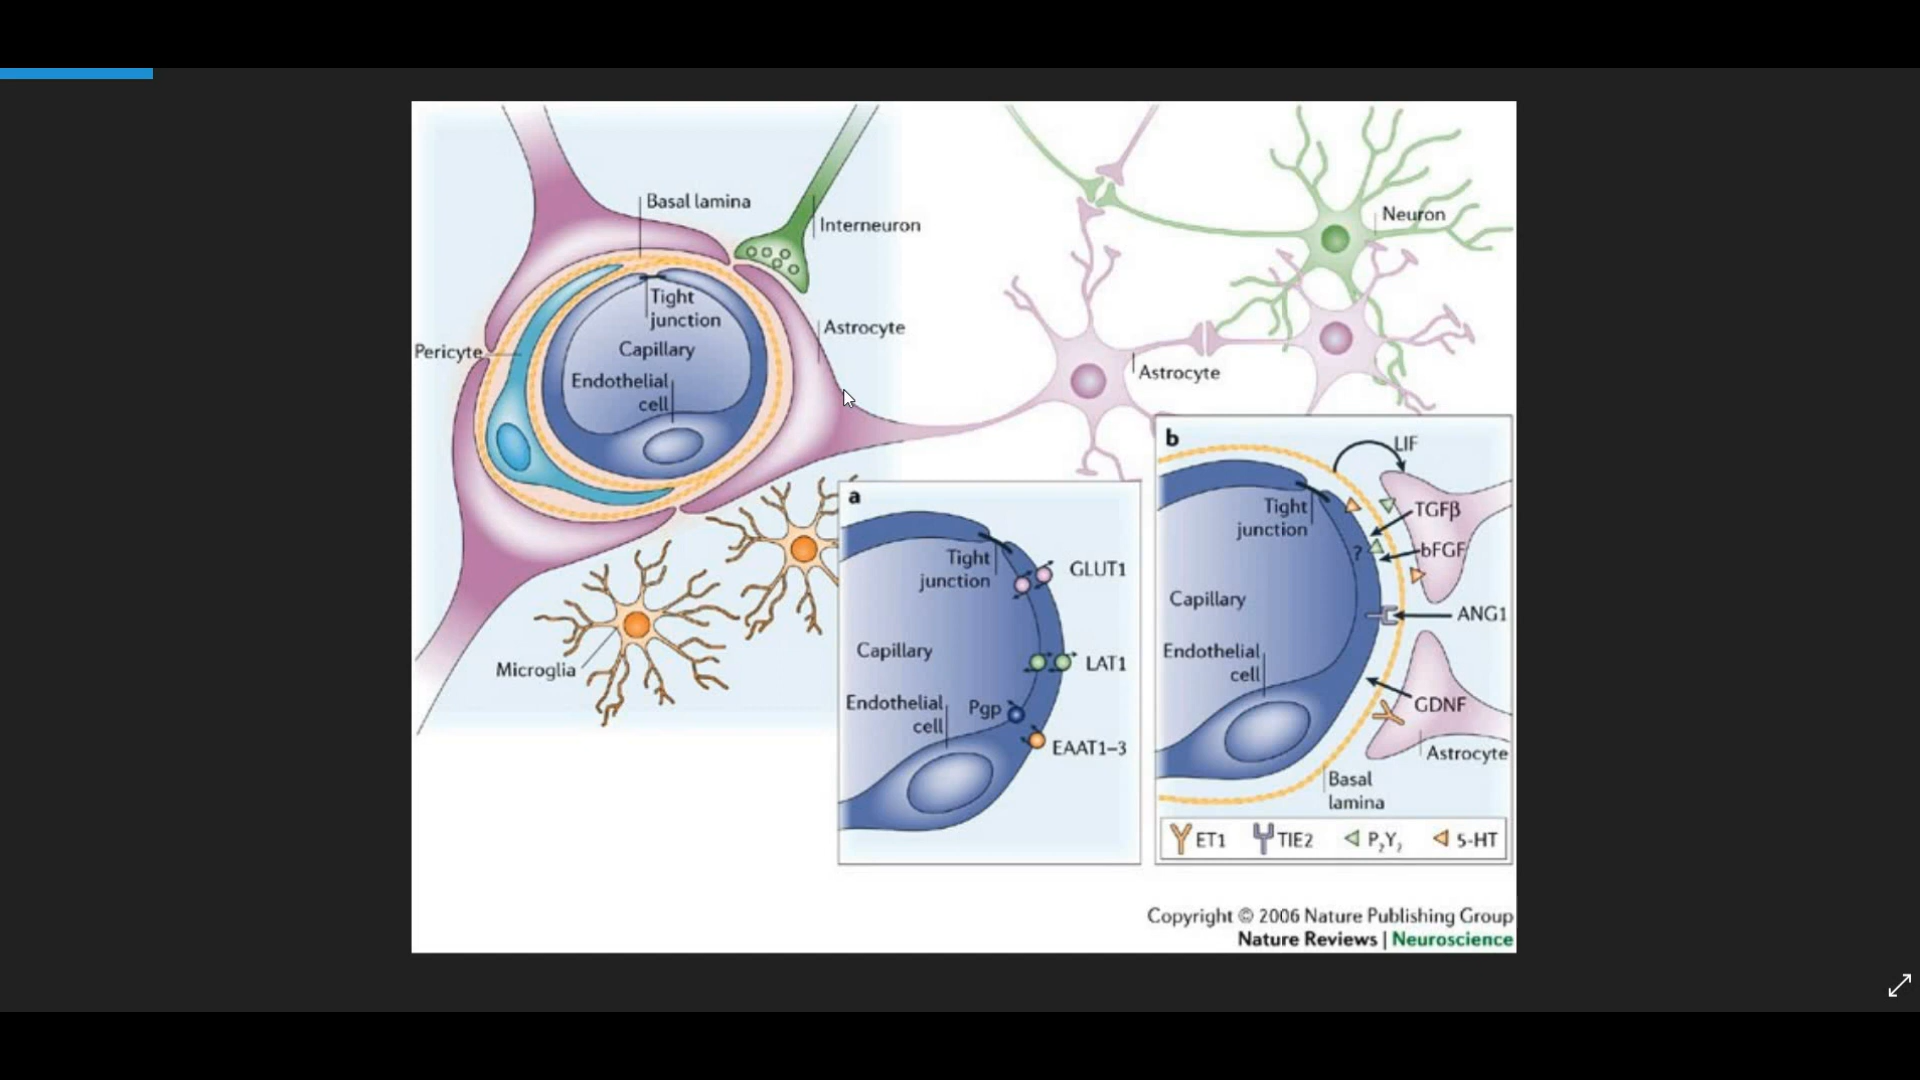 Basal lamina
Interneuron
Neuron
Tight
junction
Astrocyte
Pericyte
Capillary
Astrocyte
Endothelial
cell
Microglia
a
Tight
junction
GLUT1
Capillary
LAT1
Endothelial
cell
Pgp
EAAT1–3
b
LIF
Tight
junction
TGFβ
?
bFGF
Capillary
ANG1
Endothelial
cell
GDNF
Astrocyte
Basal
lamina
ET1 TIE2 P₂Y₂ 5-HT
Copyright © 2006 Nature Publishing Group
Nature Reviews | Neuroscience